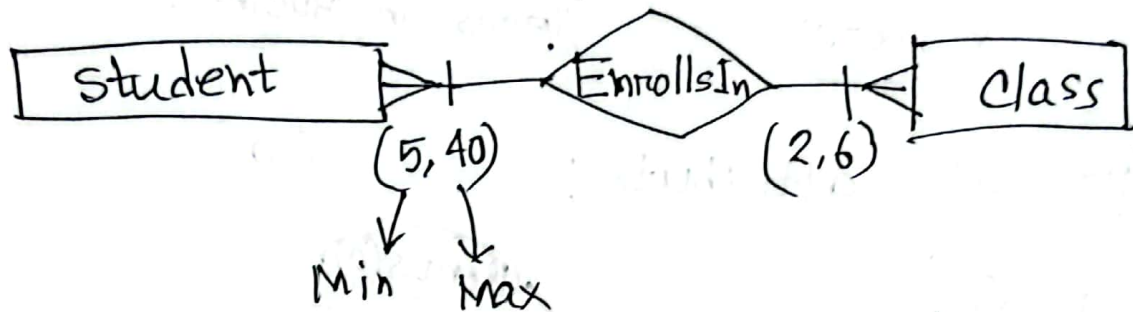 Student EnrollsIn Class
(5, 40) (2, 6)
Min Max